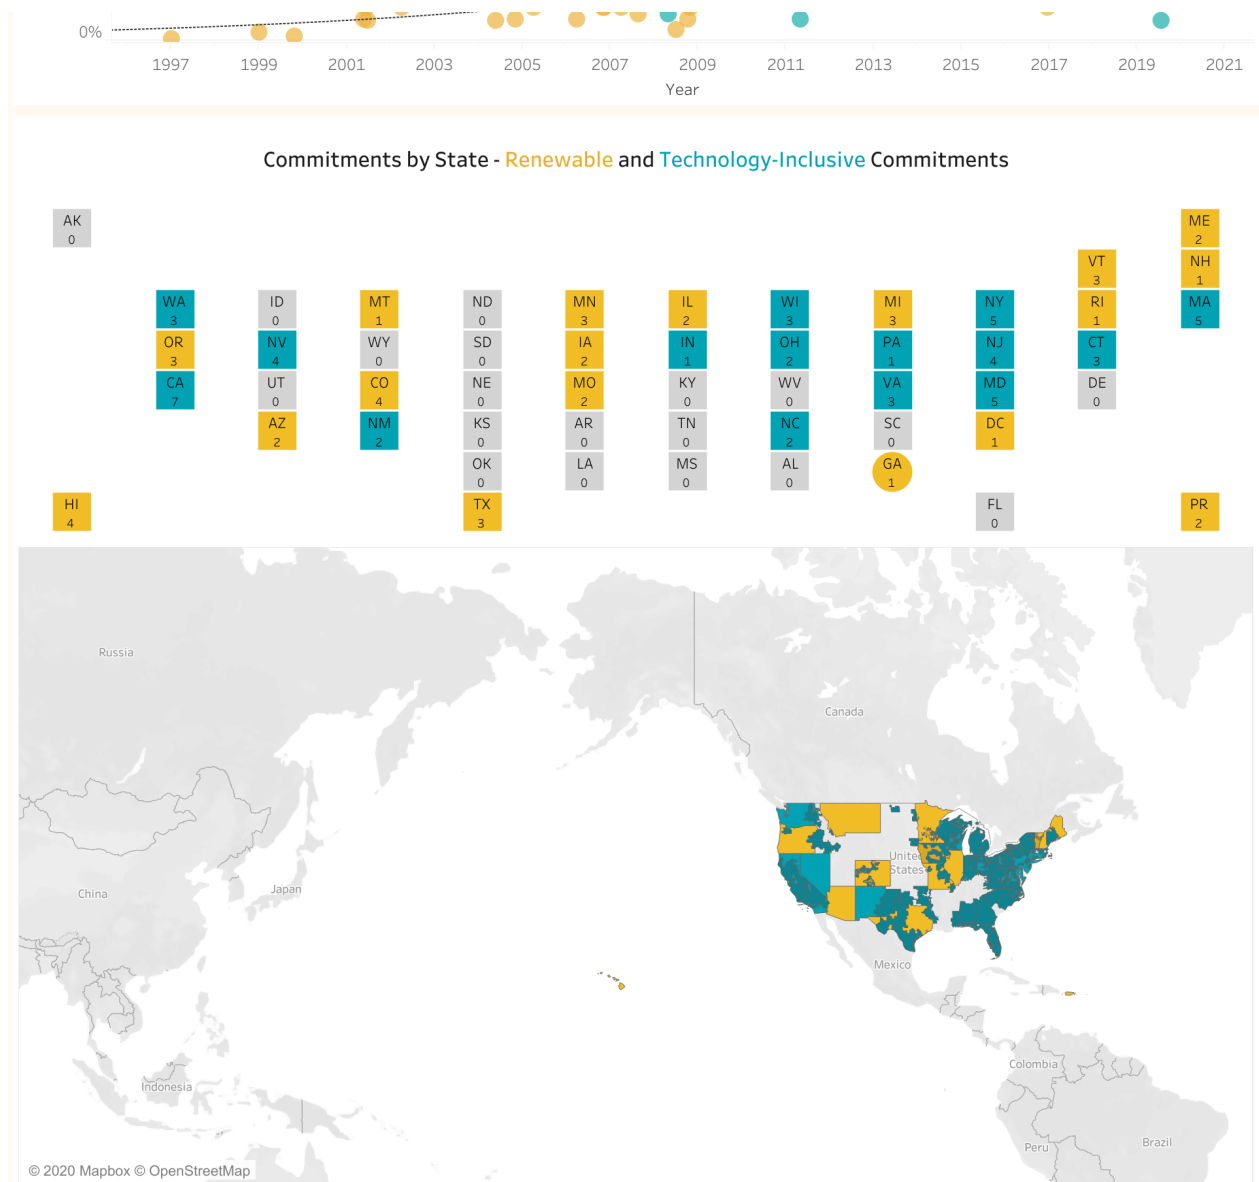 0%
1997 1999 2001 2003 2005 2007 2009 2011 2013 2015 2017 2019 2021
Year
Commitments by State - Renewable and Technology-Inclusive Commitments
AK ME
0 2
VT NH
3 1
WA ID MT ND MN IL WI MI NY RI MA
3 0 1 0 3 2 3 3 5 1 5
OR NV WY SD IA IN OH PA NJ CT
3 4 0 0 2 1 2 1 4 3
CA UT CO NE MO KY WV VA MD DE
7 0 4 0 2 0 0 3 5 0
AZ NM KS AR TN NC SC DC
2 2 0 0 0 2 0 1
OK LA MS AL GA
0 0 0 0 1
HI TX FL PR
4 3 0 2
Russia
Canada
United
States
China
Japan
Mexico
Colombia
Indonesia
Peru
Brazil
© 2020 Mapbox © OpenStreetMap